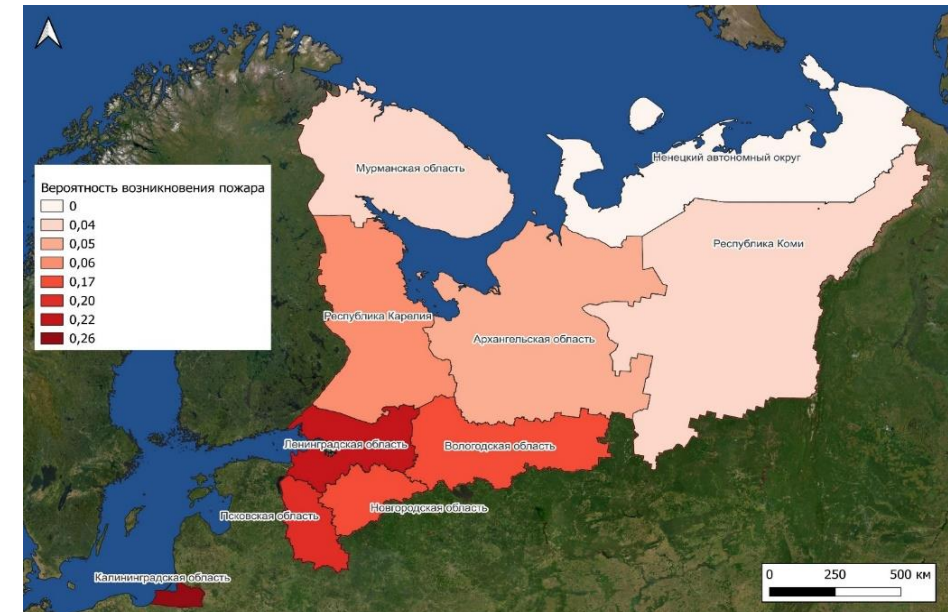 Мурманская область
Ненецкий автономный округ
Вероятность возникновения пожара
0
0,04
0,05
0,06
0,17
0,20
0,22
0,26
Республика Коми
Республика Карелия
Архангельская область
Ленинградская область
Вологодская область
Псковская область
Новгородская область
Калининградская область
0 250 500 км